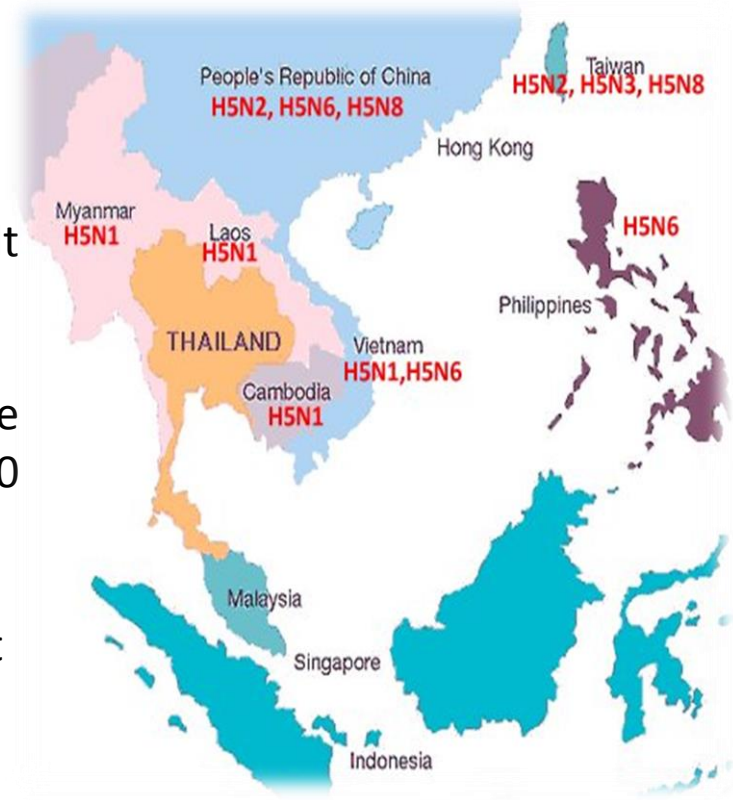 People's Republic of China
H5N2, H5N6, H5N8
Taiwan
H5N2, H5N3, H5N8
Hong Kong
Myanmar
H5N1
Laos
H5N1
H5N6
t
Philippines
THAILAND
Vietnam
H5N1,H5N6
Cambodia
H5N1
e
0
Malaysia
Singapore
Indonesia